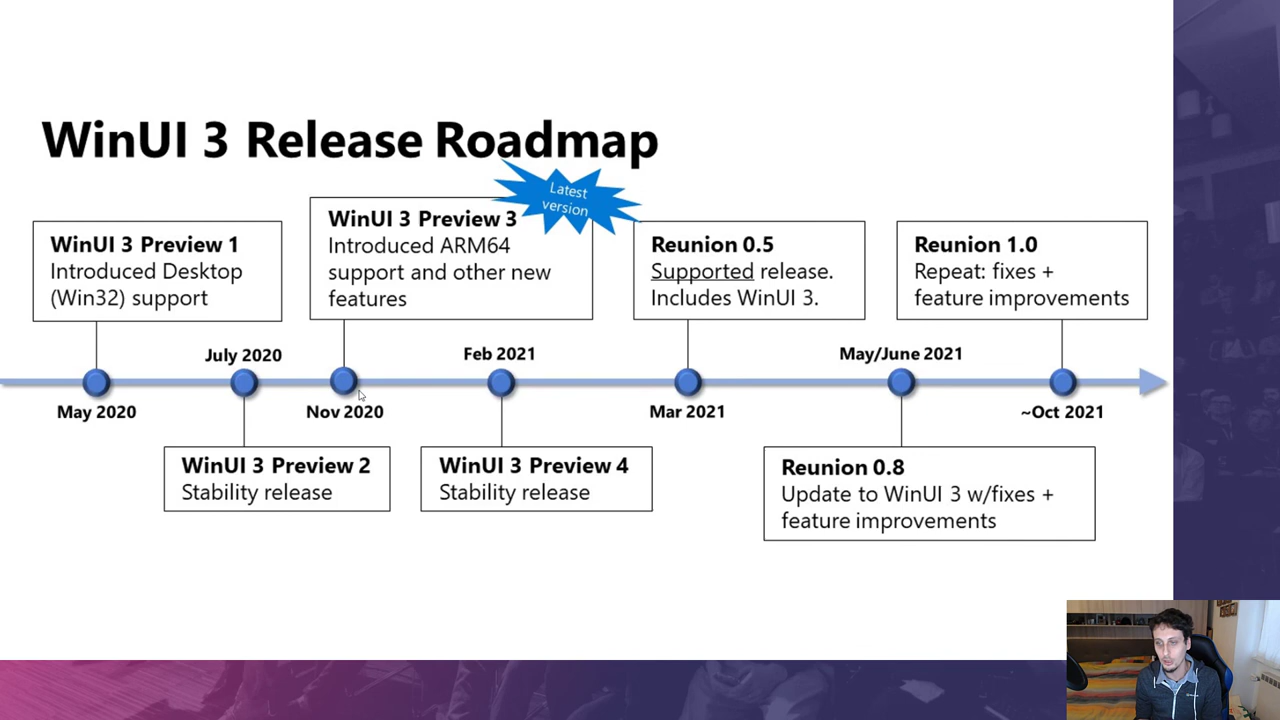 WinUI 3 Release Roadmap
Latest
version
WinUI 3 Preview 1
Introduced Desktop
(Win32) support
WinUI 3 Preview 3
Introduced ARM64
support and other new
features
Reunion 0.5
Supported release.
Includes WinUI 3.
Reunion 1.0
Repeat: fixes +
feature improvements
July 2020
Feb 2021
May/June 2021
May 2020
Nov 2020
Mar 2021
~Oct 2021
WinUI 3 Preview 2
Stability release
WinUI 3 Preview 4
Stability release
Reunion 0.8
Update to WinUI 3 w/fixes +
feature improvements